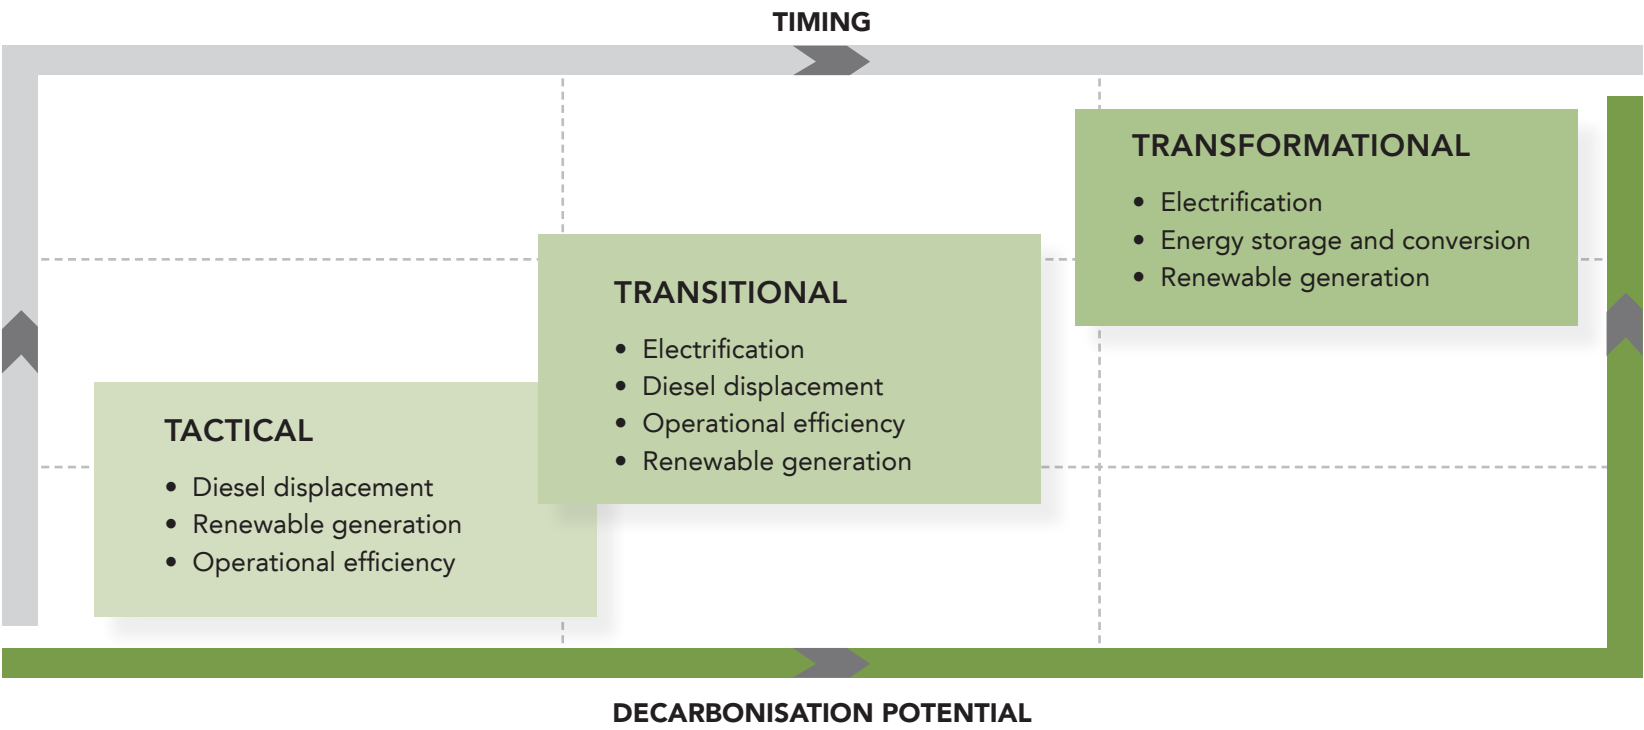 TIMING
TRANSFORMATIONAL
• Electrification
• Energy storage and conversion
• Renewable generation
TRANSITIONAL
• Electrification
• Diesel displacement
• Operational efficiency
• Renewable generation
TACTICAL
• Diesel displacement
• Renewable generation
• Operational efficiency
DECARBONISATION POTENTIAL